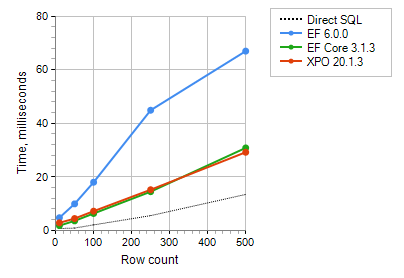 80
60
40
20
0
0
100
200
300
400
500
Time, milliseconds
Row count
Direct SQL
EF 6.0.0
EF Core 3.1.3
XPO 20.1.3